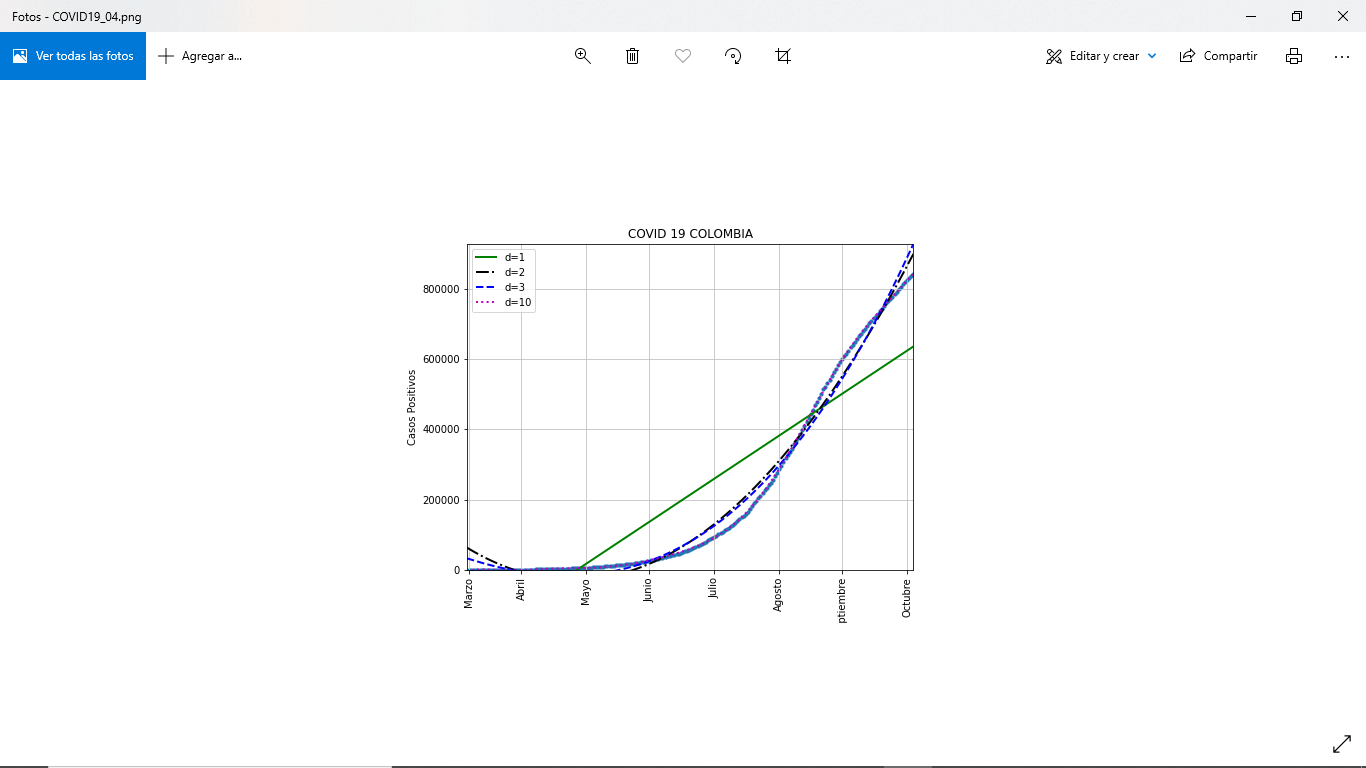 Fotos - COVID19_04.png
Ver todas las fotos
Agregar a...
Editar y crear
Compartir
COVID 19 COLOMBIA
d=1
d=2
d=3
d=10
800000
600000
400000
200000
0
Casos Positivos
Marzo
Abril
Mayo
Junio
Julio
Agosto
ptiembre
Octubre